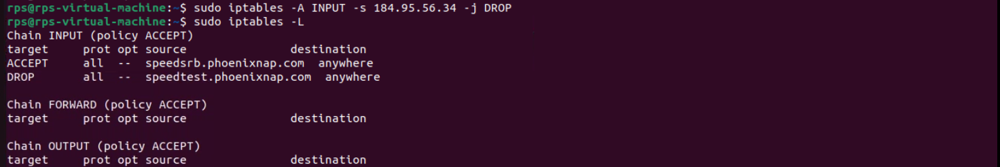 rps@rps-virtual-machine:~$ sudo iptables -A INPUT -s 184.95.56.34 -j DROP
rps@rps-virtual-machine:~$ sudo iptables -L
Chain INPUT (policy ACCEPT)
target     prot opt source               destination
ACCEPT     all  --  speedsrb.phoenixnap.com  anywhere
DROP       all  --  speedtest.phoenixnap.com  anywhere

Chain FORWARD (policy ACCEPT)
target     prot opt source               destination

Chain OUTPUT (policy ACCEPT)
target     prot opt source               destination